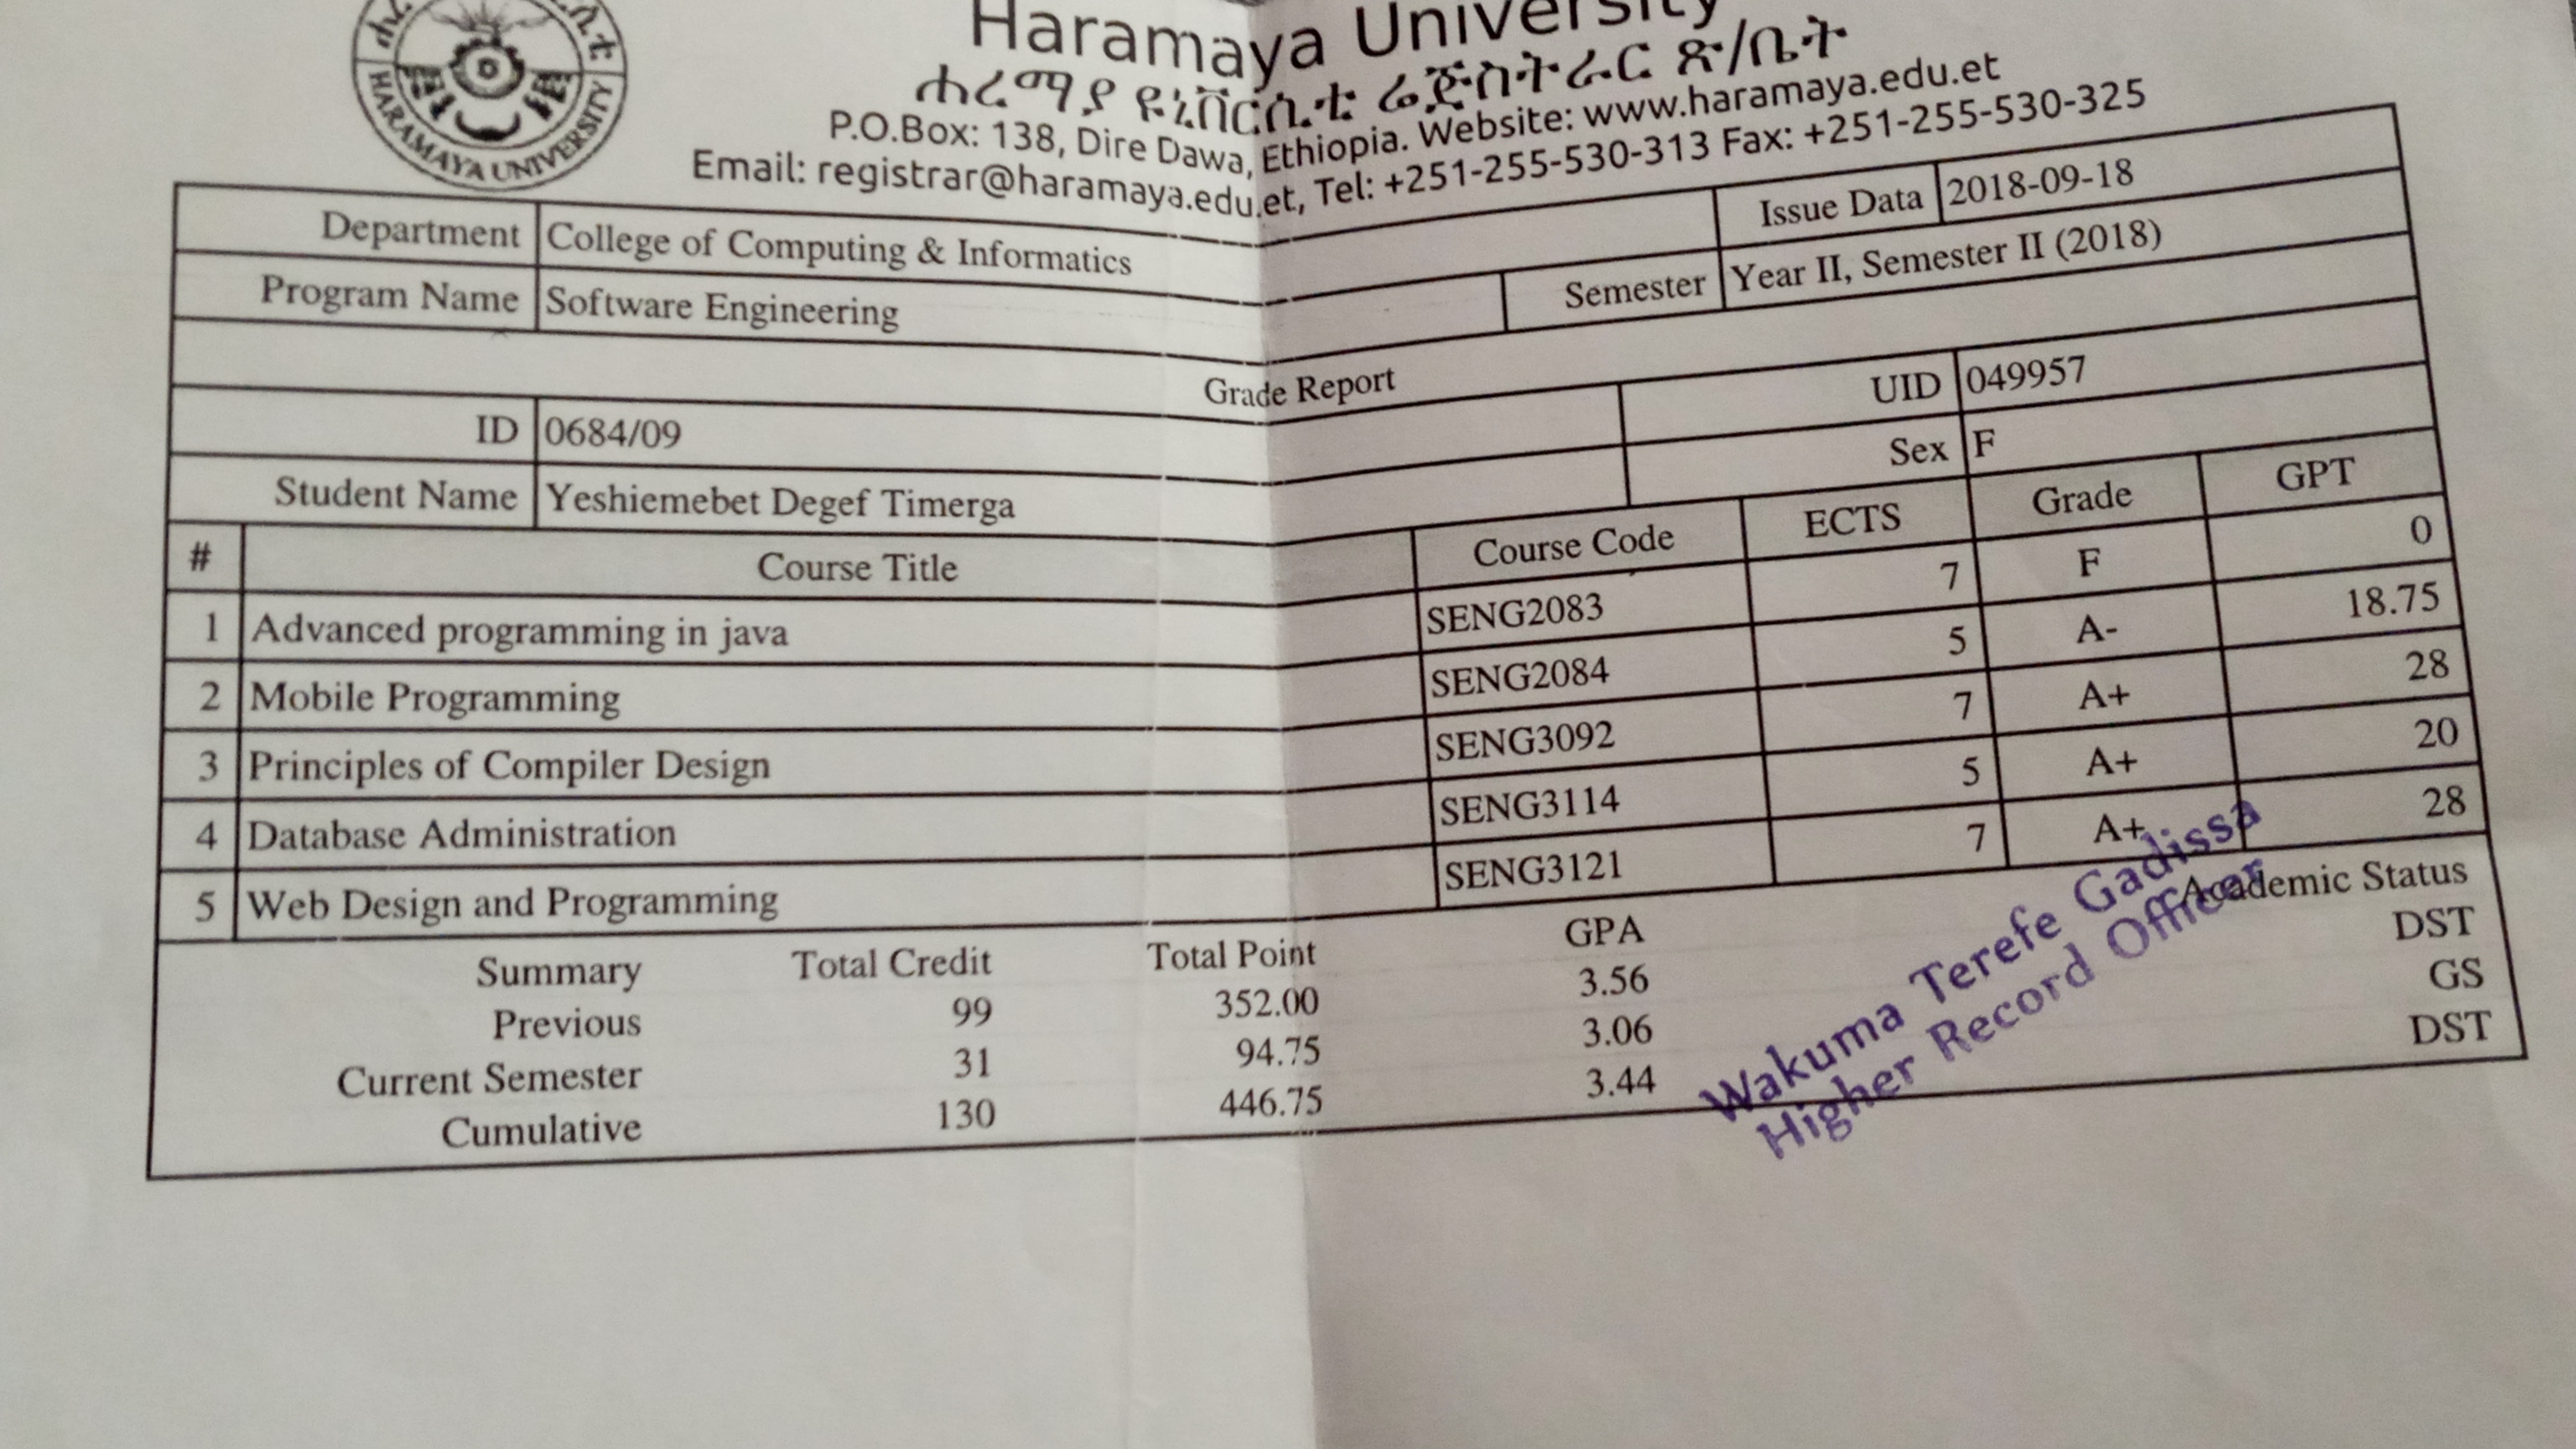 HARAMAYA UNIVERSITY
Haramaya University
ሐረማያ ዩኒቨርሲቲ ሬጅስትራር ጽ/ቤት
P.O.Box: 138, Dire Dawa, Ethiopia. Website: www.haramaya.edu.et
Email: registrar@haramaya.edu.et, Tel: +251-255-530-313 Fax: +251-255-530-325
Department College of Computing & Informatics Issue Data 2018-09-18
Program Name Software Engineering Semester Year II, Semester II (2018)
Grade Report
ID 0684/09 UID 049957
Student Name Yeshiemebet Degef Timerga Sex F
# Course Title Course Code ECTS Grade GPT
1 Advanced programming in java SENG2083 7 F 0
2 Mobile Programming SENG2084 5 A- 18.75
3 Principles of Compiler Design SENG3092 7 A+ 28
4 Database Administration SENG3114 5 A+ 20
5 Web Design and Programming SENG3121 7 A+ 28
Summary Total Credit Total Point GPA Academic Status
Previous 99 352.00 3.56 DST
Current Semester 31 94.75 3.06 GS
Cumulative 130 446.75 3.44 DST
Wakuma Terefe Gadissa
Higher Record Officer